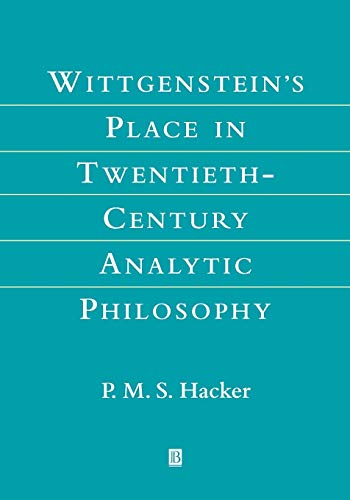 WITTGENSTEIN'S
PLACE IN
TWENTIETH-
CENTURY
ANALYTIC
PHILOSOPHY
P. M. S. Hacker
B